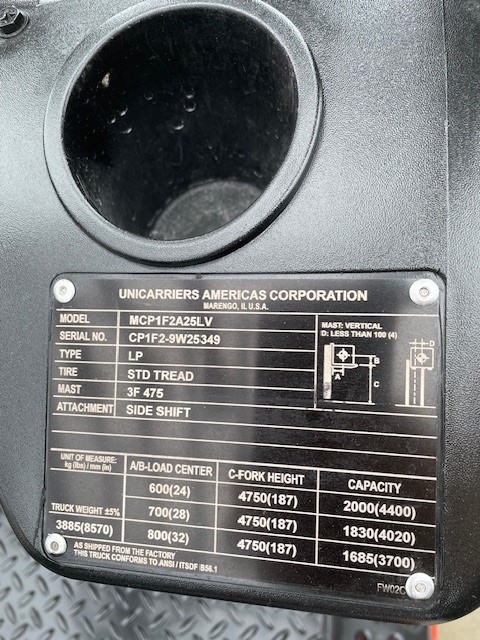 UNICARRIERS AMERICAS CORPORATION
MARENGO, IL U.S.A.
MODEL MCP1F2A25LV
SERIAL NO. CP1F2-9W25349
TYPE LP
TIRE STD TREAD
MAST 3F 475
ATTACHMENT SIDE SHIFT
MAST: VERTICAL
D: LESS THAN 100 (4)
D
B
A
C
UNIT OF MEASURE:
kg (lbs) / mm (in)
A/B-LOAD CENTER C-FORK HEIGHT CAPACITY
600(24) 4750(187) 2000(4400)
TRUCK WEIGHT ±5% 700(28) 4750(187) 1830(4020)
3885(8570) 800(32) 4750(187) 1685(3700)
AS SHIPPED FROM THE FACTORY
THIS TRUCK CONFORMS TO ANSI / ITSDF B56.1
FW02C